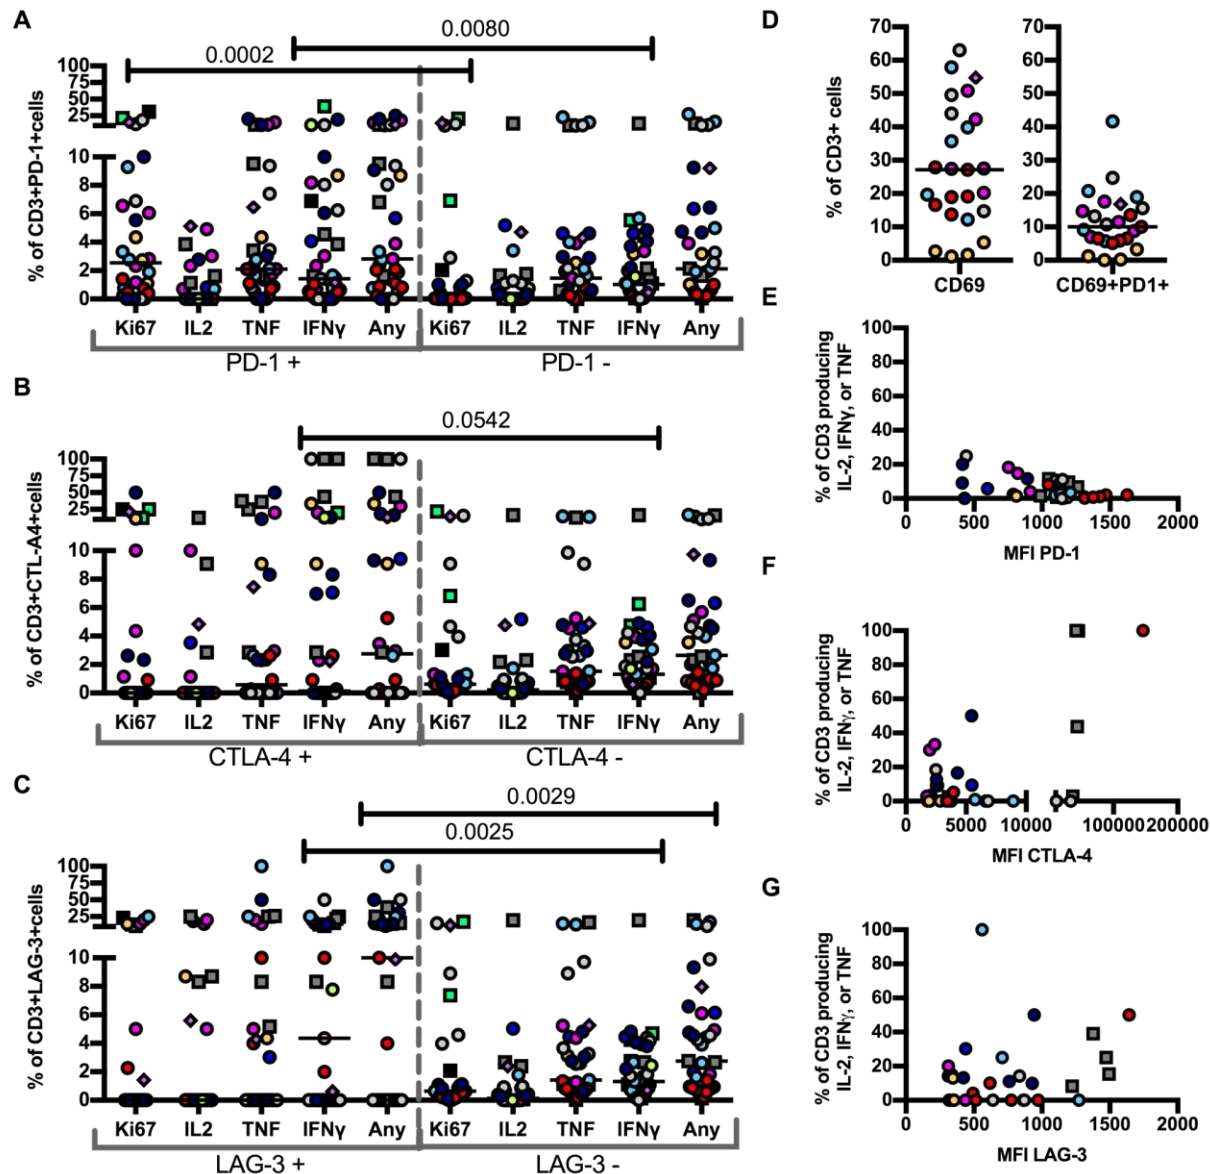 A
0.0080
0.0002
% of CD3+PD-1+cells
100
75
50
25
10
8
6
4
2
0
Ki67 IL2 TNF IFNγ Any Ki67 IL2 TNF IFNγ Any
PD-1 + PD-1 -
B
0.0542
% of CD3+CTL-A4+cells
100
75
50
25
10
8
6
4
2
0
Ki67 IL2 TNF IFNγ Any Ki67 IL2 TNF IFNγ Any
CTLA-4 + CTLA-4 -
C
0.0029
0.0025
% of CD3+LAG-3+cells
100
75
50
25
10
8
6
4
2
0
Ki67 IL2 TNF IFNγ Any Ki67 IL2 TNF IFNγ Any
LAG-3 + LAG-3 -
D
% of CD3+ cells
70 70
60 60
50 50
40 40
30 30
20 20
10 10
0 0
CD69 CD69+PD1+
E
% of CD3 producing
IL-2, IFNγ, or TNF
100
80
60
40
20
0
0 500 1000 1500 2000
MFI PD-1
F
% of CD3 producing
IL-2, IFNγ, or TNF
100
80
60
40
20
0
0 5000 10000 100000 200000
MFI CTLA-4
G
% of CD3 producing
IL-2, IFNγ, or TNF
100
80
60
40
20
0
0 500 1000 1500 2000
MFI LAG-3